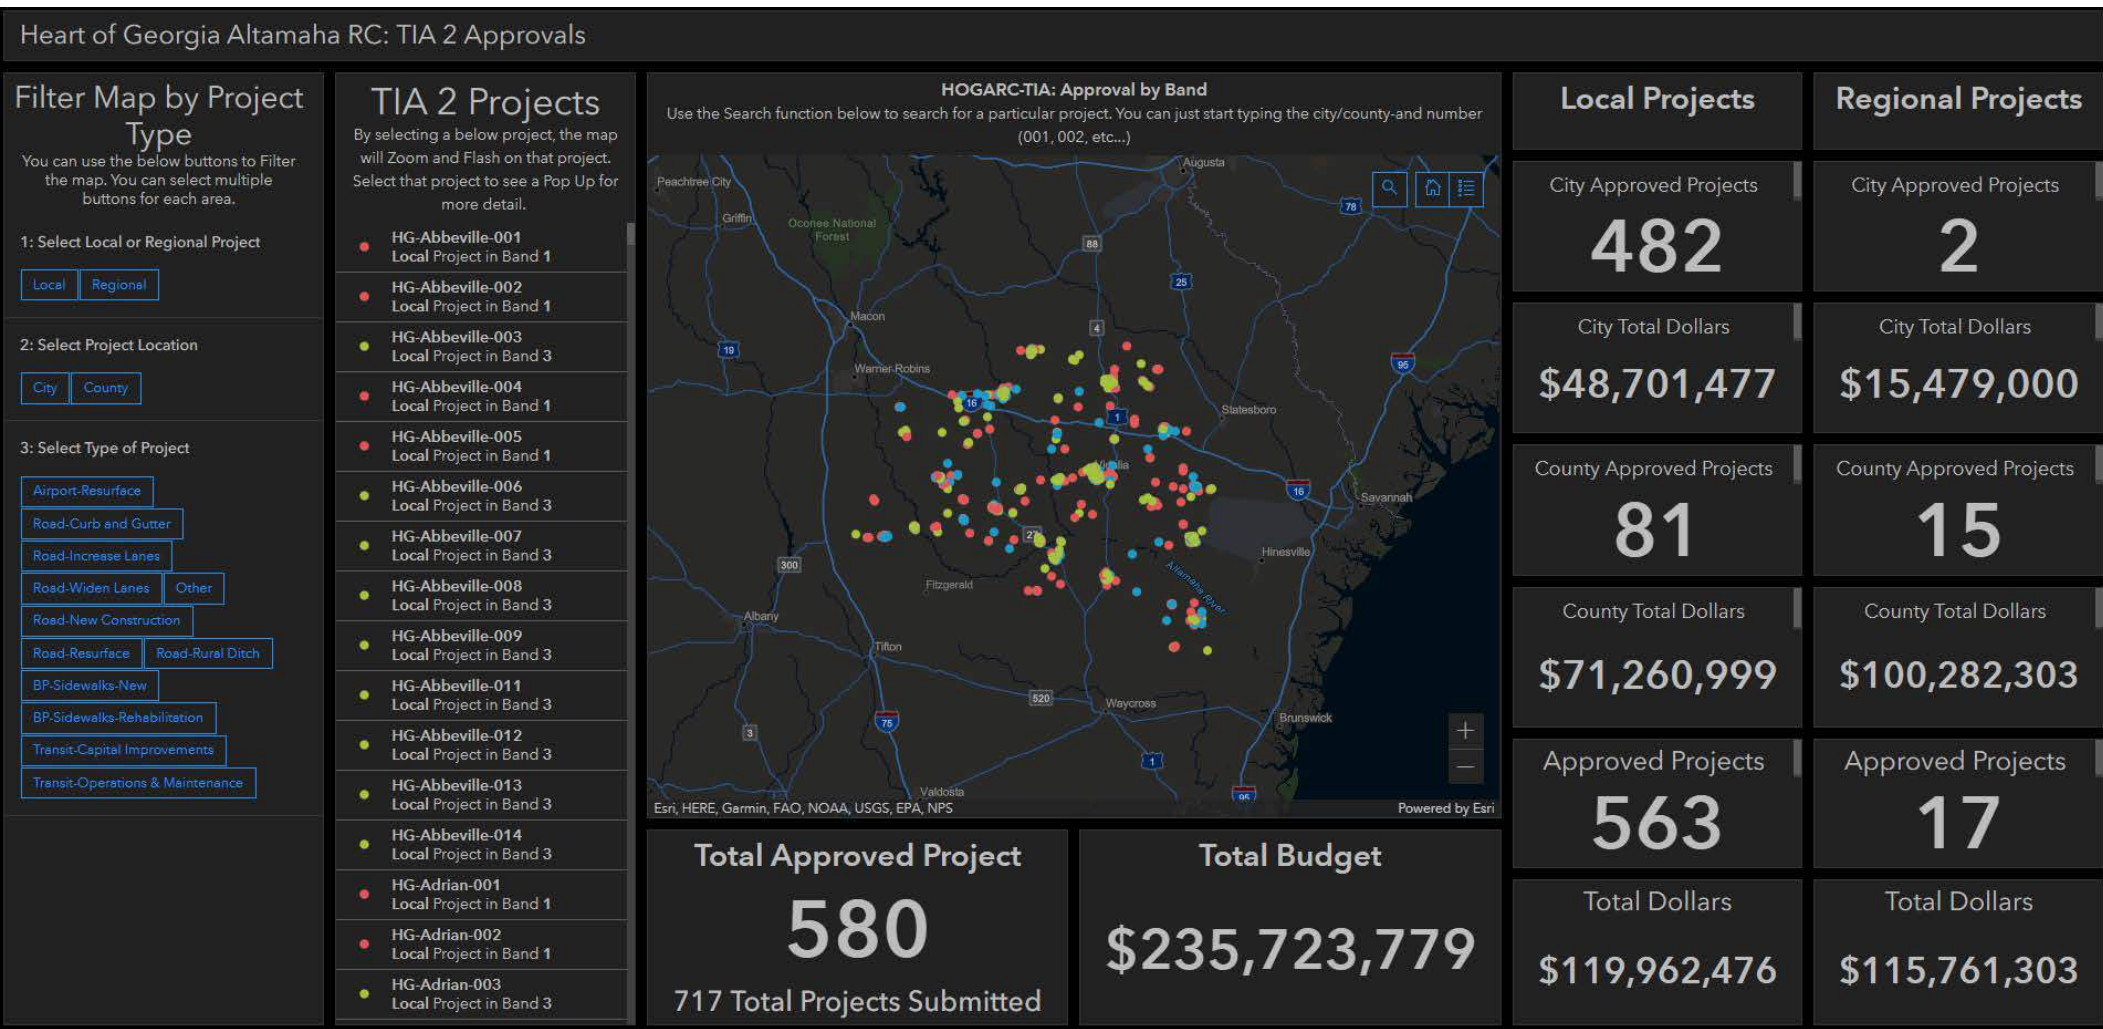 Heart of Georgia Altamaha RC: TIA 2 Approvals
Filter Map by Project
Type
You can use the below buttons to Filter
the map. You can select multiple
buttons for each area.
1: Select Local or Regional Project
Local
Regional
2: Select Project Location
City
County
3: Select Type of Project
Airport-Resurface
Road-Curb and Gutter
Road-Increase Lanes
Road-Widen Lanes
Other
Road-New Construction
Road-Resurface
Road-Rural Ditch
BP-Sidewalks-New
BP-Sidewalks-Rehabilitation
Transit-Capital Improvements
Transit-Operations & Maintenance
TIA 2 Projects
By selecting a below project, the map
will Zoom and Flash on that project.
Select that project to see a Pop Up for
more detail.
HG-Abbeville-001
Local Project in Band 1
HG-Abbeville-002
Local Project in Band 1
HG-Abbeville-003
Local Project in Band 3
HG-Abbeville-004
Local Project in Band 1
HG-Abbeville-005
Local Project in Band 1
HG-Abbeville-006
Local Project in Band 3
HG-Abbeville-007
Local Project in Band 3
HG-Abbeville-008
Local Project in Band 3
HG-Abbeville-009
Local Project in Band 3
HG-Abbeville-011
Local Project in Band 3
HG-Abbeville-012
Local Project in Band 3
HG-Abbeville-013
Local Project in Band 3
HG-Abbeville-014
Local Project in Band 3
HG-Adrian-001
Local Project in Band 1
HG-Adrian-002
Local Project in Band 1
HG-Adrian-003
Local Project in Band 3
HOGARC-TIA: Approval by Band
Use the Search function below to search for a particular project. You can just start typing the city/county-and number
(001, 002, etc...)
Augusta
Peachtree City
78
Griffin
Oconee National
Forest
88
25
Macon
4
19
95
Warner Robins
16
Statesboro
1
16
Savannah
27
Hinesville
300
Altamaha River
Fitzgerald
Albany
Tifton
520
Waycross
75
Brunswick
3
1
Valdosta
95
Esri, HERE, Garmin, FAO, NOAA, USGS, EPA, NPS
Powered by Esri
Total Approved Project
580
717 Total Projects Submitted
Total Budget
$235,723,779
Local Projects
City Approved Projects
482
City Total Dollars
$48,701,477
County Approved Projects
81
County Total Dollars
$71,260,999
Approved Projects
563
Total Dollars
$119,962,476
Regional Projects
City Approved Projects
2
City Total Dollars
$15,479,000
County Approved Projects
15
County Total Dollars
$100,282,303
Approved Projects
17
Total Dollars
$115,761,303